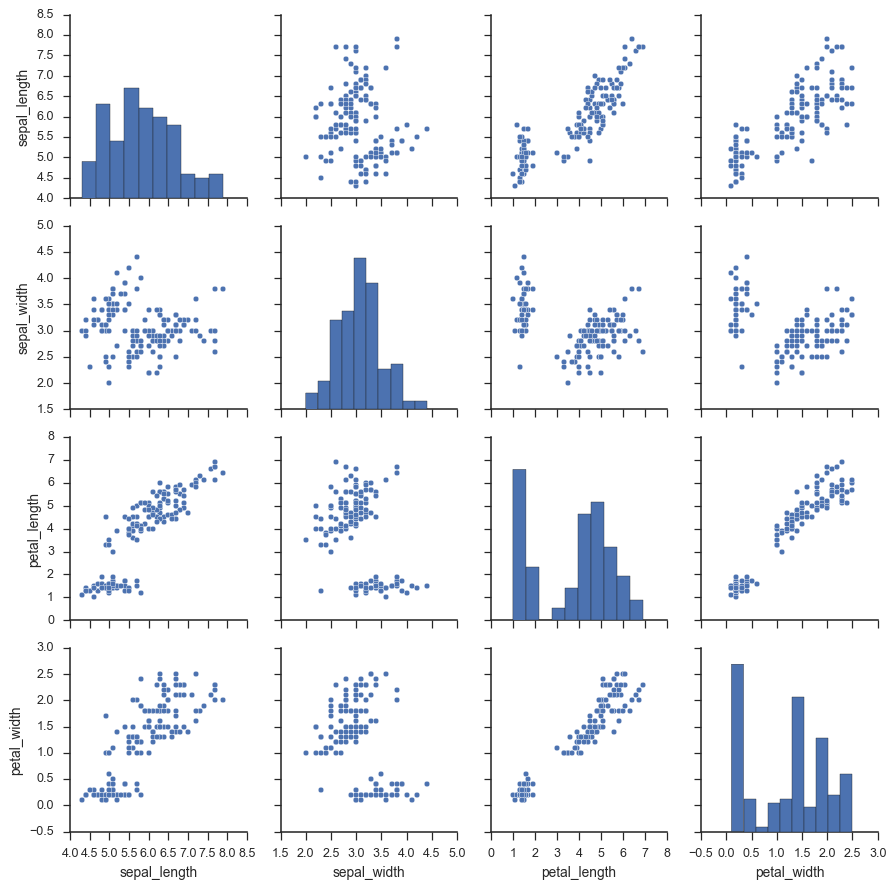 8.5
8.0
7.5
7.0
6.5
6.0
5.5
5.0
4.5
4.0
sepal_length
5.0
4.5
4.0
3.5
3.0
2.5
2.0
1.5
sepal_width
8
7
6
5
4
3
2
1
0
petal_length
3.0
2.5
2.0
1.5
1.0
0.5
0.0
−0.5
petal_width
4.0 4.5 5.0 5.5 6.0 6.5 7.0 7.5 8.0 8.5
sepal_length
1.5 2.0 2.5 3.0 3.5 4.0 4.5 5.0
sepal_width
0 1 2 3 4 5 6 7 8
petal_length
−0.5 0.0 0.5 1.0 1.5 2.0 2.5 3.0
petal_width